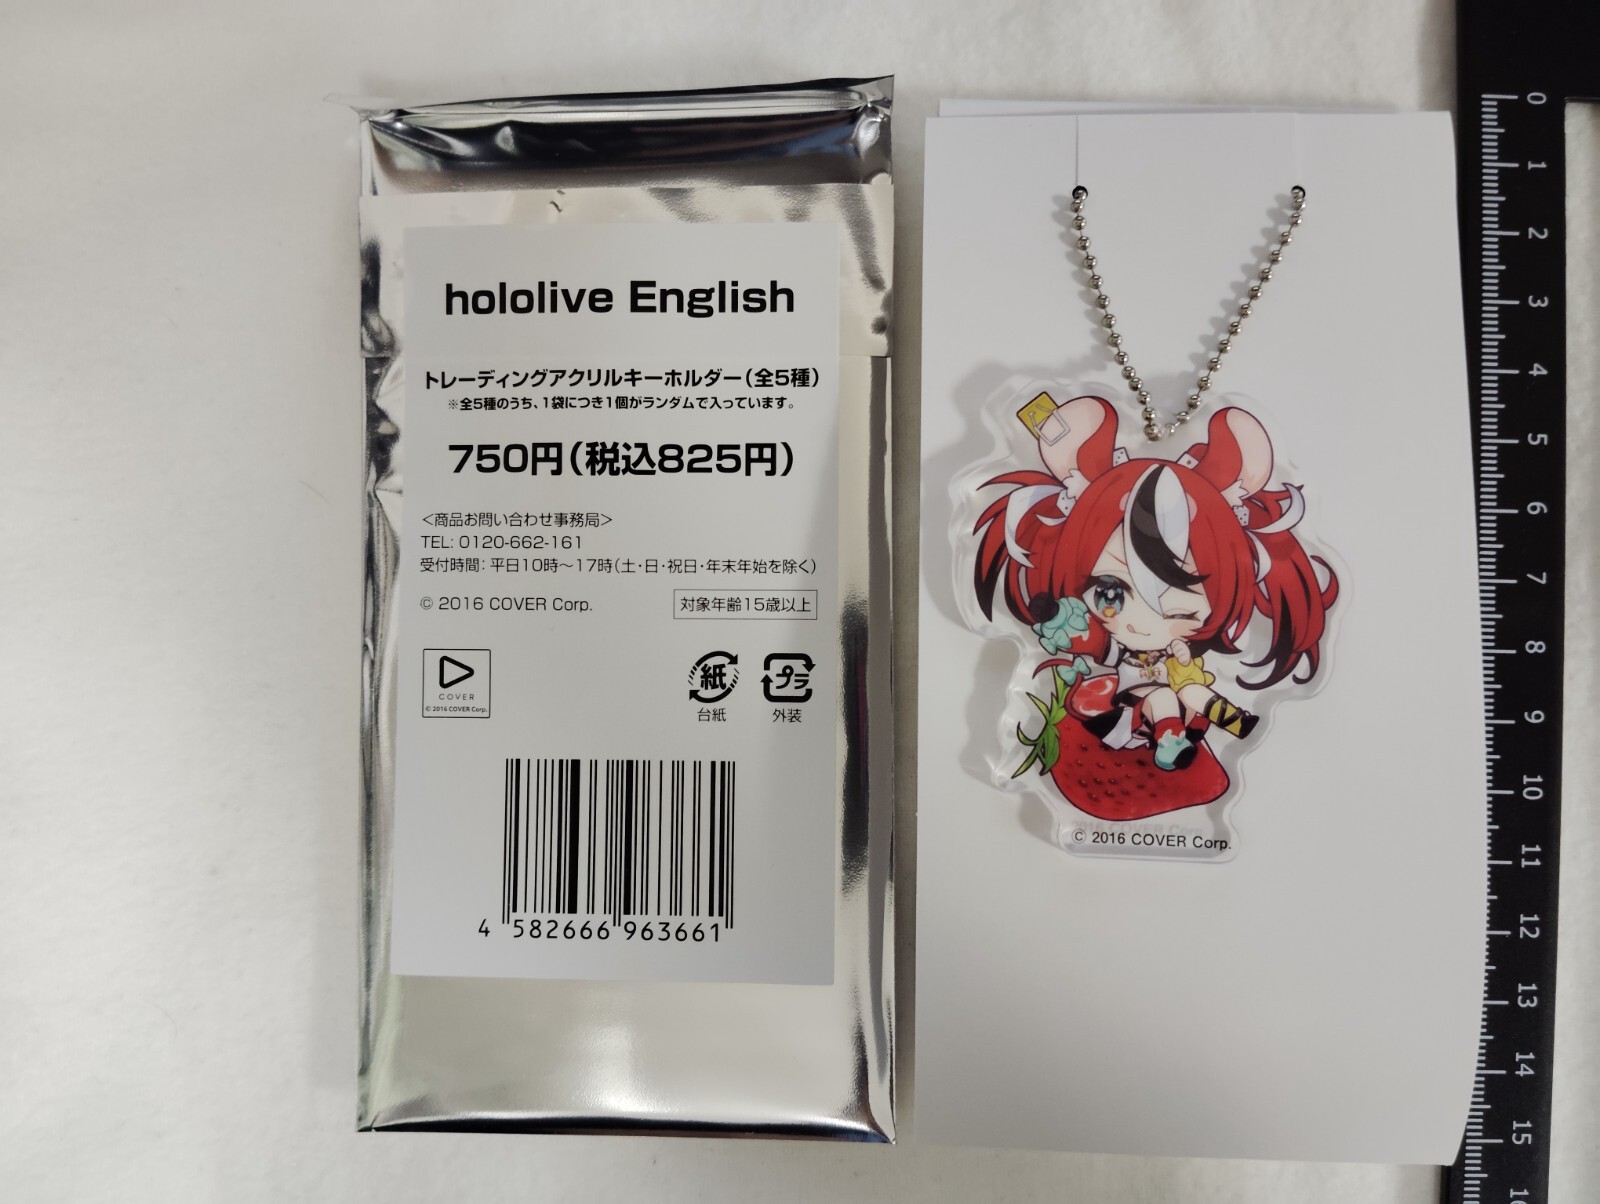 hololive English
トレーディングアクリルキーホルダー(全5種)
※全5種のうち、1袋につき1個がランダムで入っています。
750円(税込825円)
<商品お問い合わせ事務局>
TEL: 0120-662-161
受付時間：平日10時～17時(土・日・祝日・年末年始を除く)
© 2016 COVER Corp.
対象年齢15歳以上
COVER
© 2016 COVER Corp.
紙
台紙
プラ
外装
4 582666 963661
© 2016 COVER Corp.
0
1
2
3
4
5
6
7
8
9
10
11
12
13
14
15